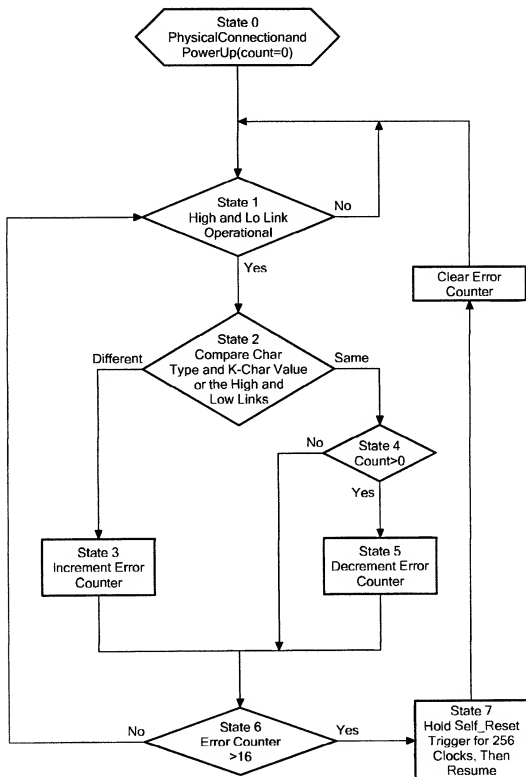 State 0
PhysicalConnectionand
PowerUp(count=0)
State 1
High and Lo Link
Operational
No
Yes
Clear Error
Counter
State 2
Compare Char
Type and K-Char Value
or the High and
Low Links
Different
Same
State 4
Count>0
No
Yes
State 3
Increment Error
Counter
State 5
Decrement Error
Counter
State 6
Error Counter
>16
No
Yes
State 7
Hold Self_Reset
Trigger for 256
Clocks, Then
Resume